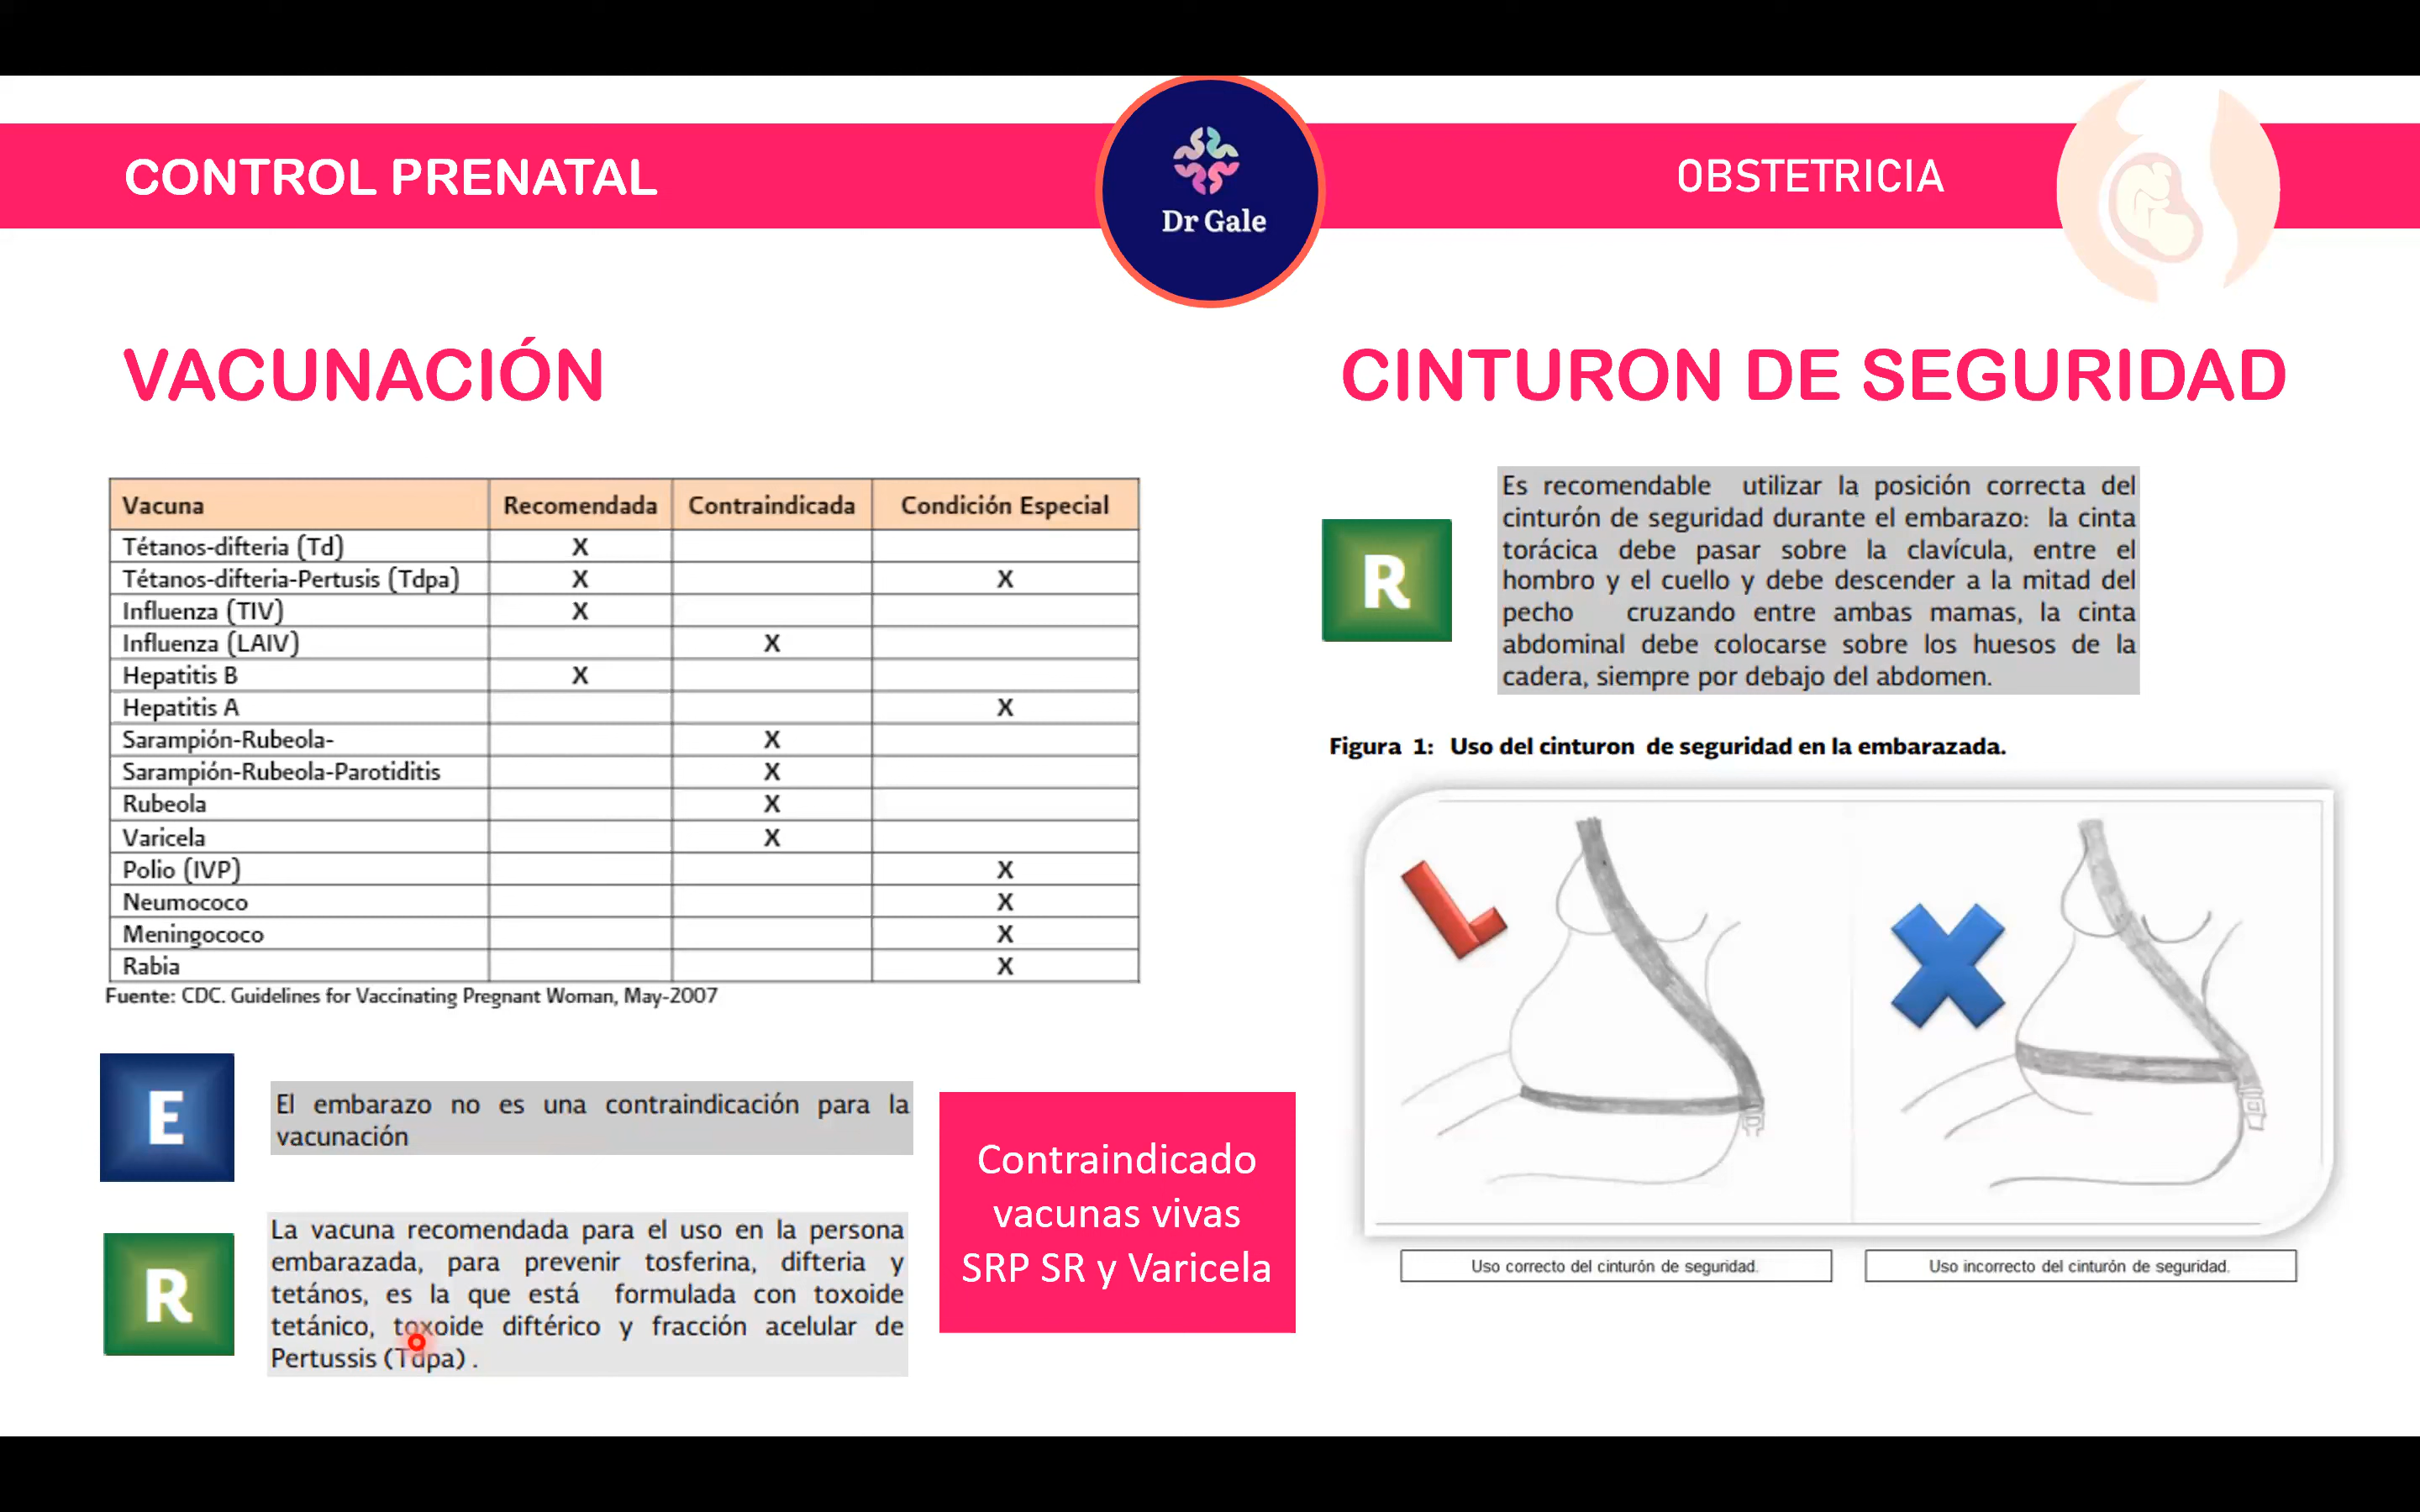 CONTROL PRENATAL
Dr Gale
OBSTETRICIA
VACUNACIÓN
Vacuna Recomendada Contraindicada Condición Especial
Tétanos-difteria (Td) X
Tétanos-difteria-Pertusis (Tdpa) X X
Influenza (TIV) X
Influenza (LAIV) X
Hepatitis B X
Hepatitis A X
Sarampión-Rubeola- X
Sarampión-Rubeola-Parotiditis X
Rubeola X
Varicela X
Polio (IVP) X
Neumococo X
Meningococo X
Rabia X
Fuente: CDC. Guidelines for Vaccinating Pregnant Woman, May-2007
E
El embarazo no es una contraindicación para la
vacunación
R
La vacuna recomendada para el uso en la persona
embarazada, para prevenir tosferina, difteria y
tetános, es la que está formulada con toxoide
tetánico, toxoide diftérico y fracción acelular de
Pertussis (Tdpa) .
Contraindicado
vacunas vivas
SRP SR y Varicela
CINTURON DE SEGURIDAD
R
Es recomendable utilizar la posición correcta del
cinturón de seguridad durante el embarazo: la cinta
torácica debe pasar sobre la clavícula, entre el
hombro y el cuello y debe descender a la mitad del
pecho cruzando entre ambas mamas, la cinta
abdominal debe colocarse sobre los huesos de la
cadera, siempre por debajo del abdomen.
Figura 1: Uso del cinturon de seguridad en la embarazada.
Uso correcto del cinturón de seguridad.
Uso incorrecto del cinturón de seguridad.